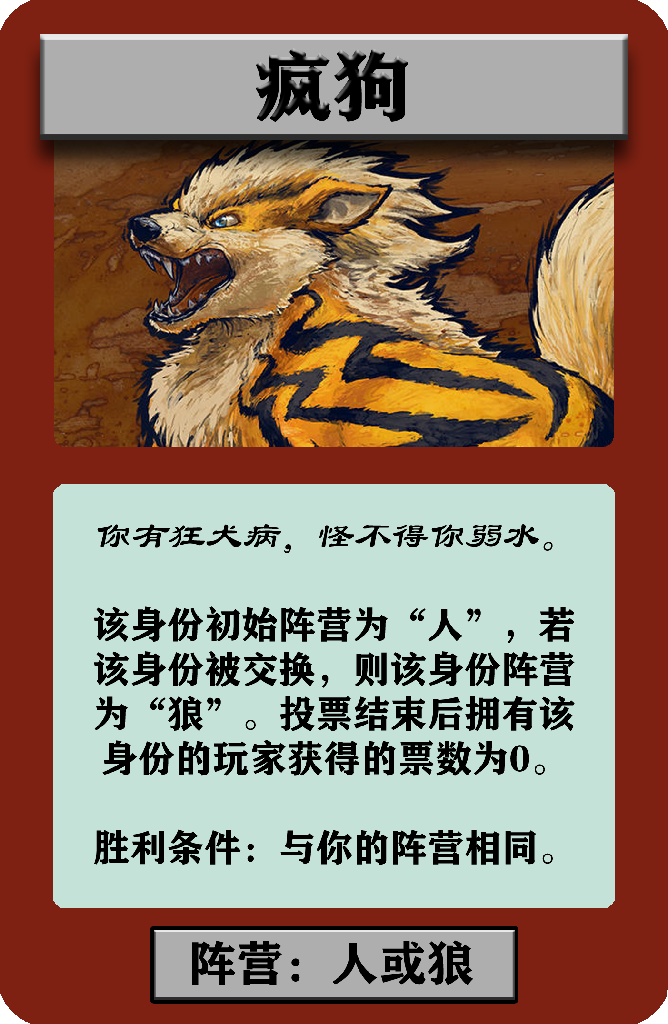 疯狗
你有狂犬病，怪不得你弱水。
该身份初始阵营为“人”，若
该身份被交换，则该身份阵营
为“狼”。投票结束后拥有该
身份的玩家获得的票数为0。
胜利条件：与你的阵营相同。
阵营：人或狼